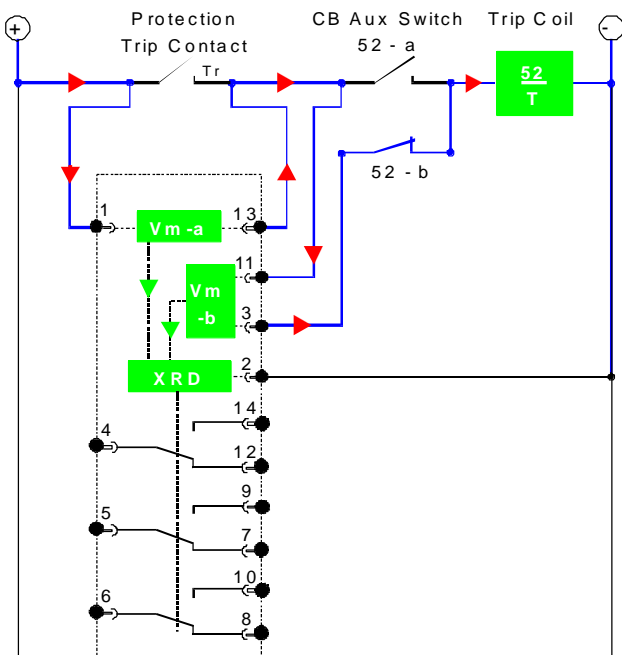 Protection
Trip Contact
CB Aux Switch
52 - a
Trip Coil
+
-
Tr
52
T
52 - b
1
Vm-a
13
11
Vm
-b
3
XRD
2
14
4
12
9
5
7
10
6
8